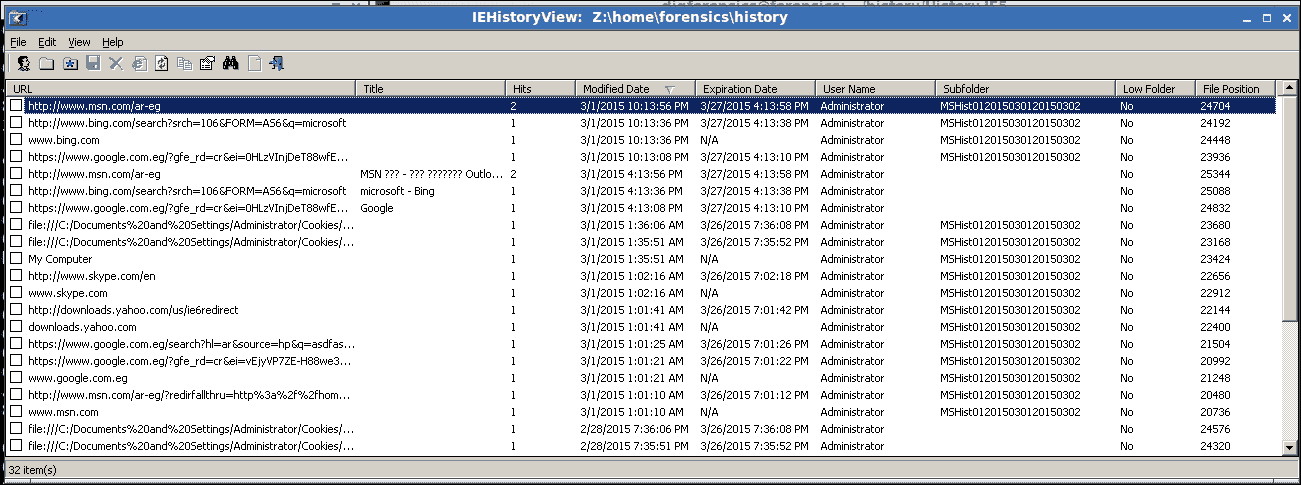 IEHistoryView: Z:\home\forensics\history
File Edit View Help
URL Title Hits Modified Date Expiration Date User Name Subfolder Low Folder File Position
http://www.msn.com/ar-eg 2 3/1/2015 10:13:56 PM 3/27/2015 4:13:58 PM Administrator MSHist012015030120150302 No 24704
http://www.bing.com/search?srch=106&FORM=AS6&q=microsoft 1 3/1/2015 10:13:36 PM 3/27/2015 4:13:38 PM Administrator MSHist012015030120150302 No 24192
www.bing.com 1 3/1/2015 10:13:36 PM N/A Administrator MSHist012015030120150302 No 24448
https://www.google.com.eg/?gfe_rd=cr&ei=0HLzVInjDeT88wfE... 1 3/1/2015 10:13:08 PM 3/27/2015 4:13:10 PM Administrator MSHist012015030120150302 No 23936
http://www.msn.com/ar-eg MSN ??? - ??? ??????? Outlo... 2 3/1/2015 4:13:56 PM 3/27/2015 4:13:58 PM Administrator No 25344
http://www.bing.com/search?srch=106&FORM=AS6&q=microsoft microsoft - Bing 1 3/1/2015 4:13:36 PM 3/27/2015 4:13:38 PM Administrator No 25088
https://www.google.com.eg/?gfe_rd=cr&ei=0HLzVInjDeT88wfE... Google 1 3/1/2015 4:13:08 PM 3/27/2015 4:13:10 PM Administrator No 24832
file:///C:/Documents%20and%20Settings/Administrator/Cookies/... 1 3/1/2015 1:36:06 AM 3/26/2015 7:36:08 PM Administrator MSHist012015030120150302 No 23680
file:///C:/Documents%20and%20Settings/Administrator/Cookies/... 1 3/1/2015 1:35:51 AM 3/26/2015 7:35:52 PM Administrator MSHist012015030120150302 No 23168
My Computer 1 3/1/2015 1:35:51 AM N/A Administrator MSHist012015030120150302 No 23424
http://www.skype.com/en 1 3/1/2015 1:02:16 AM 3/26/2015 7:02:18 PM Administrator MSHist012015030120150302 No 22656
www.skype.com 1 3/1/2015 1:02:16 AM N/A Administrator MSHist012015030120150302 No 22912
http://downloads.yahoo.com/us/ie6redirect 1 3/1/2015 1:01:41 AM 3/26/2015 7:01:42 PM Administrator MSHist012015030120150302 No 22144
downloads.yahoo.com 1 3/1/2015 1:01:41 AM N/A Administrator MSHist012015030120150302 No 22400
https://www.google.com.eg/search?hl=ar&source=hp&q=asdfas... 1 3/1/2015 1:01:25 AM 3/26/2015 7:01:26 PM Administrator MSHist012015030120150302 No 21504
https://www.google.com.eg/?gfe_rd=cr&ei=vEjyVP7ZE-H88we3... 1 3/1/2015 1:01:21 AM 3/26/2015 7:01:22 PM Administrator MSHist012015030120150302 No 20992
www.google.com.eg 1 3/1/2015 1:01:21 AM N/A Administrator MSHist012015030120150302 No 21248
http://www.msn.com/ar-eg/?redirfallthru=http%3a%2f%2fhom... 1 3/1/2015 1:01:10 AM 3/26/2015 7:01:12 PM Administrator MSHist012015030120150302 No 20480
www.msn.com 1 3/1/2015 1:01:10 AM N/A Administrator MSHist012015030120150302 No 20736
file:///C:/Documents%20and%20Settings/Administrator/Cookies/... 1 2/28/2015 7:36:06 PM 3/26/2015 7:36:08 PM Administrator No 24576
file:///C:/Documents%20and%20Settings/Administrator/Cookies/... 1 2/28/2015 7:35:51 PM 3/26/2015 7:35:52 PM Administrator No 24320
32 item(s)